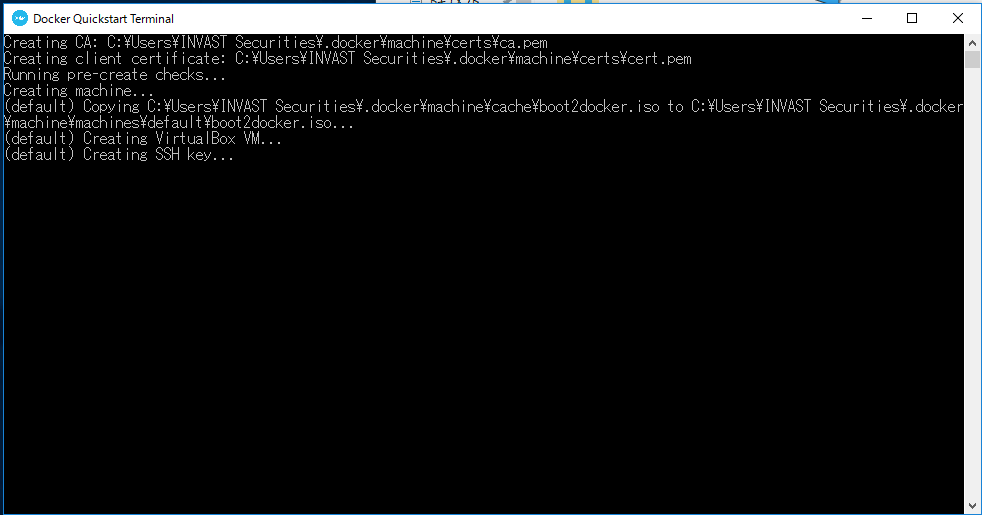 Docker Quickstart Terminal
Creating CA: C:¥Users¥INVAST Securities¥.docker¥machine¥certs¥ca.pem
Creating client certificate: C:¥Users¥INVAST Securities¥.docker¥machine¥certs¥cert.pem
Running pre-create checks...
Creating machine...
(default) Copying C:¥Users¥INVAST Securities¥.docker¥machine¥cache¥boot2docker.iso to C:¥Users¥INVAST Securities¥.docker
¥machine¥machines¥default¥boot2docker.iso...
(default) Creating VirtualBox VM...
(default) Creating SSH key...